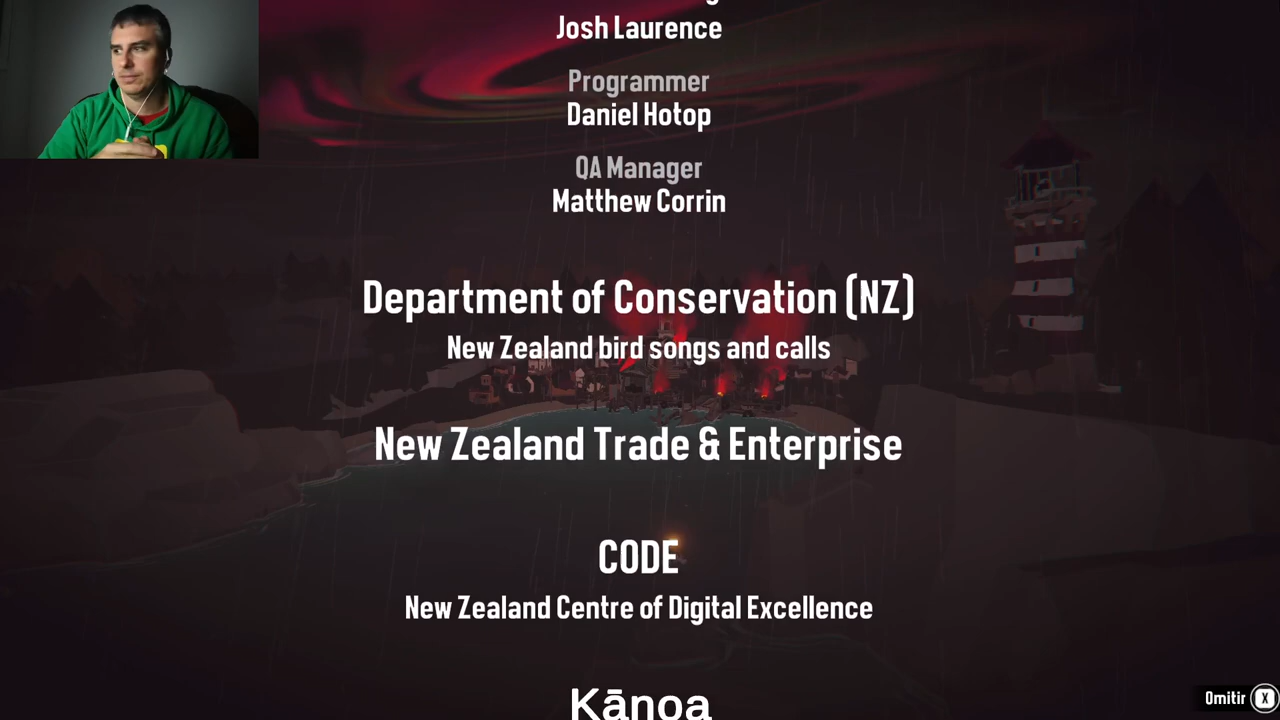 Josh Laurence
Programmer
Daniel Hotop
QA Manager
Matthew Corrin
Department of Conservation (NZ)
New Zealand bird songs and calls
New Zealand Trade & Enterprise
CODE
New Zealand Centre of Digital Excellence
Kānoa
Omitir X